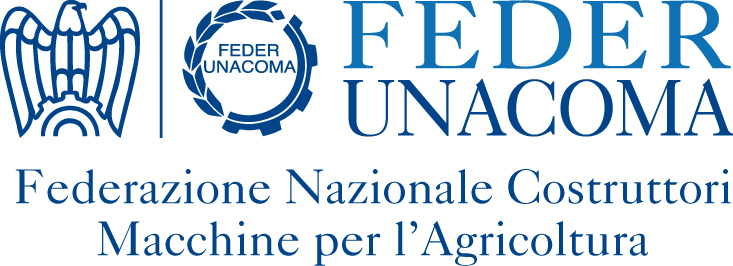 FEDER
UNACOMA
FEDER
UNACOMA
Federazione Nazionale Costruttori
Macchine per l'Agricoltura